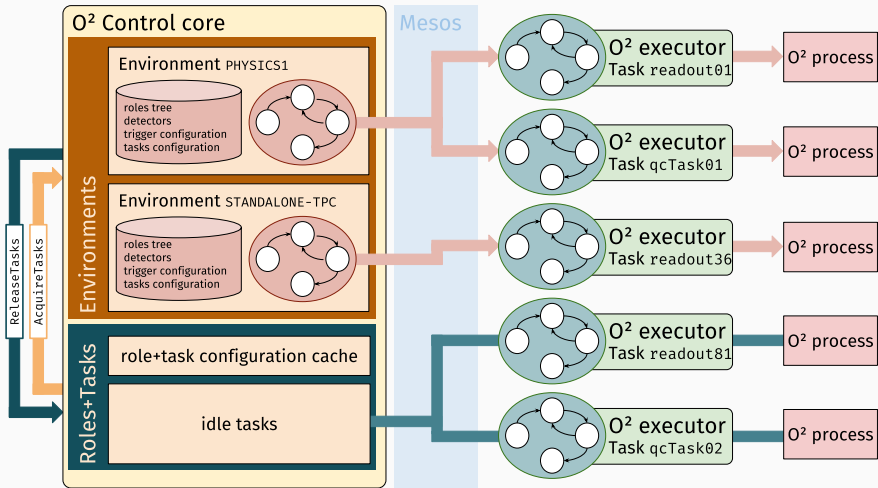 O² Control core
Mesos
Environments
Environment PHYSICS1
roles tree
detectors
trigger configuration
tasks configuration
Environment STANDALONE-TPC
roles tree
detectors
trigger configuration
tasks configuration
ReleaseTasks
AcquireTasks
Roles+Tasks
role+task configuration cache
idle tasks
O² executor
Task readout01
O² process
O² executor
Task qcTask01
O² process
O² executor
Task readout36
O² process
O² executor
Task readout81
O² process
O² executor
Task qcTask02
O² process